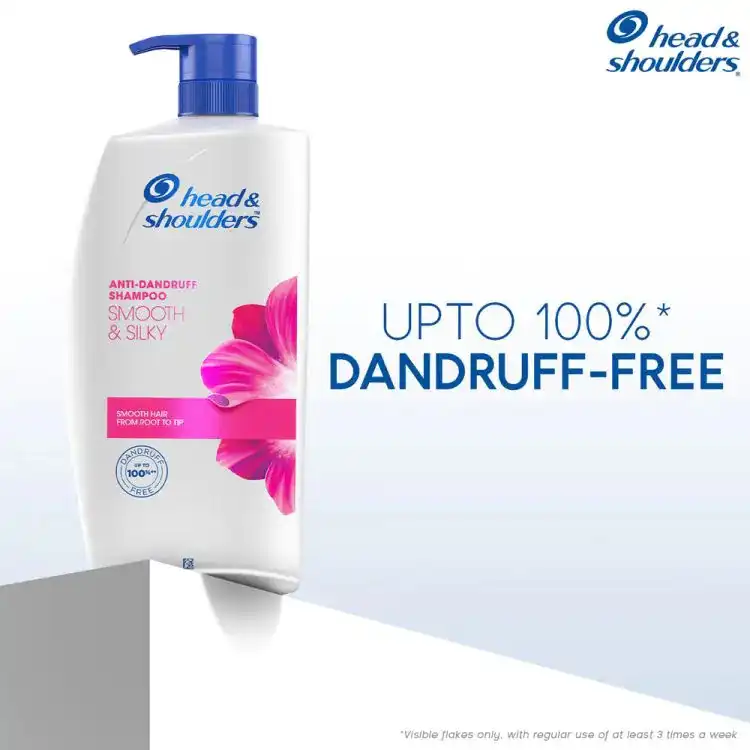 head &
shoulders®
head &
shoulders™
ANTI-DANDRUFF
SHAMPOO
SMOOTH
& SILKY
UPTO 100%*
DANDRUFF-FREE
SMOOTH HAIR
FROM ROOT TO TIP
DANDRUFF
UP TO
100%**
FREE
*Visible flakes only, with regular use of at least 3 times a week